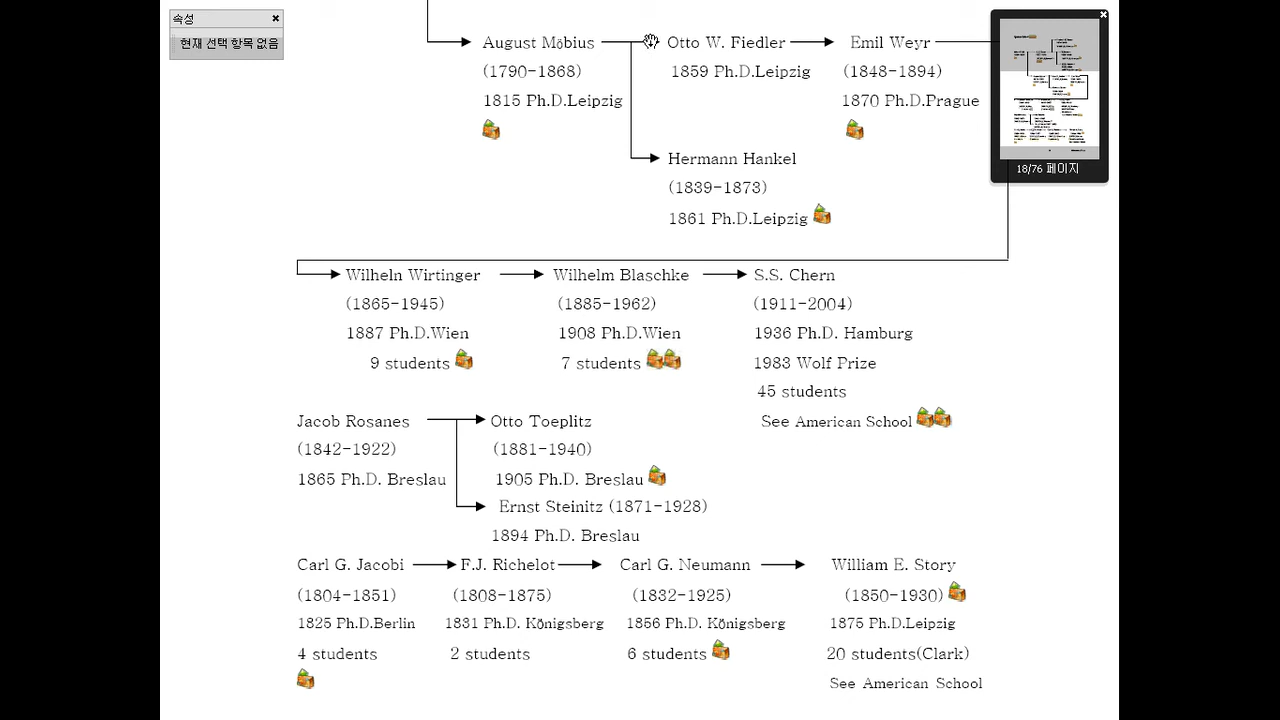 속성
현재 선택 항목 없음
August Möbius Otto W. Fiedler Emil Weyr
(1790-1868) 1859 Ph.D.Leipzig (1848-1894)
1815 Ph.D.Leipzig 1870 Ph.D.Prague
18/76 페이지
Hermann Hankel
(1839-1873)
1861 Ph.D.Leipzig
Wilheln Wirtinger Wilhelm Blaschke S.S. Chern
(1865-1945) (1885-1962) (1911-2004)
1887 Ph.D.Wien 1908 Ph.D.Wien 1936 Ph.D. Hamburg
9 students 7 students 1983 Wolf Prize
45 students
See American School
Jacob Rosanes Otto Toeplitz
(1842-1922) (1881-1940)
1865 Ph.D. Breslau 1905 Ph.D. Breslau
Ernst Steinitz (1871-1928)
1894 Ph.D. Breslau
Carl G. Jacobi F.J. Richelot Carl G. Neumann William E. Story
(1804-1851) (1808-1875) (1832-1925) (1850-1930)
1825 Ph.D.Berlin 1831 Ph.D. Königsberg 1856 Ph.D. Königsberg 1875 Ph.D.Leipzig
4 students 2 students 6 students 20 students(Clark)
See American School